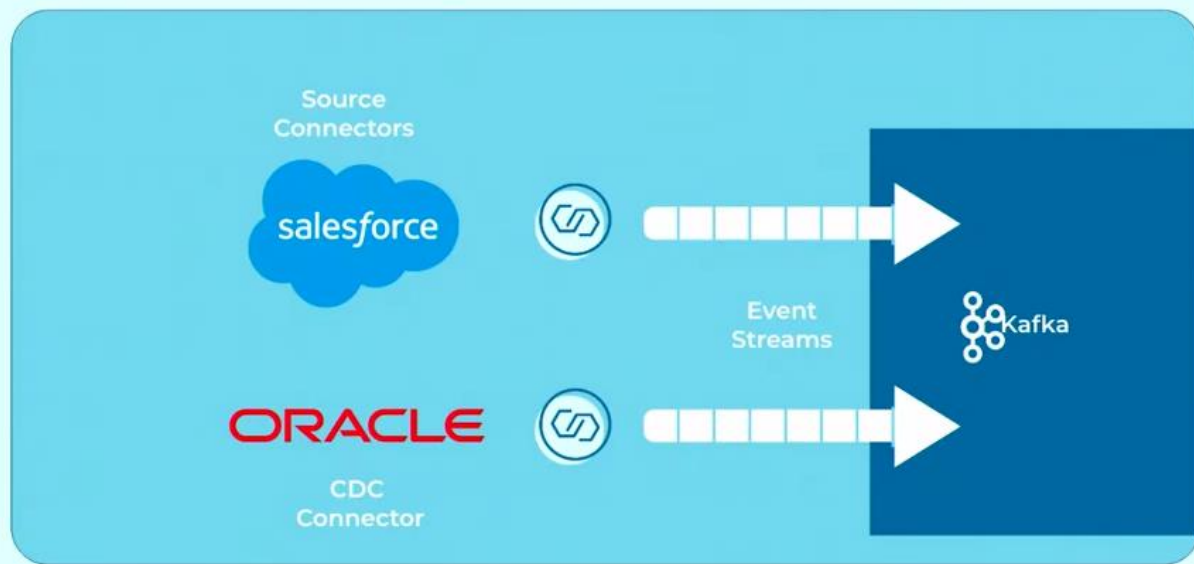 Source
Connectors
salesforce
Event
Streams
Kafka
ORACLE
CDC
Connector